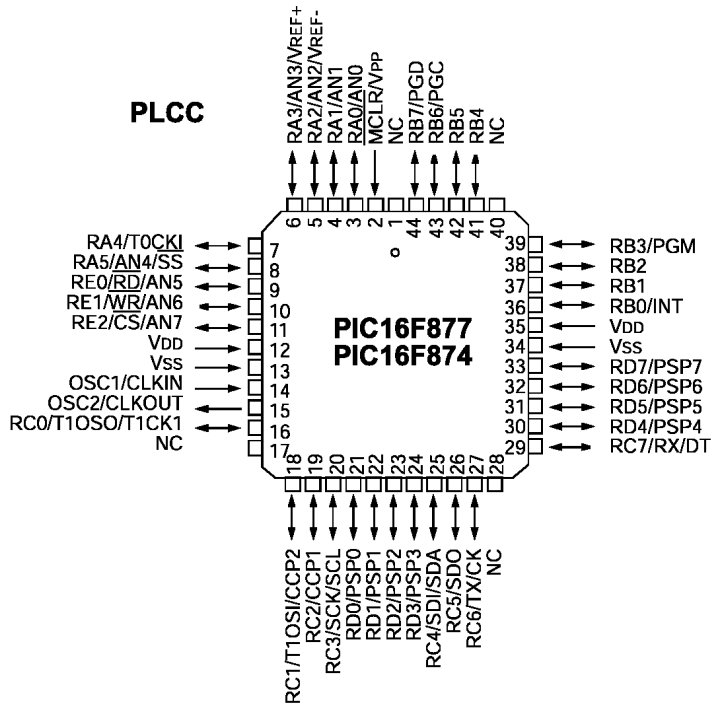 PLCC
RA3/AN3/VREF+
RA2/AN2/VREF-
RA1/AN1
RA0/AN0
MCLR/VPP
NC
RB7/PGD
RB6/PGC
RB5
RB4
NC
6 5 4 3 2 1 44 43 42 41 40
RA4/T0CKI 7
RA5/AN4/SS 8
RE0/RD/AN5 9
RE1/WR/AN6 10
RE2/CS/AN7 11
VDD 12
VSS 13
OSC1/CLKIN 14
OSC2/CLKOUT 15
RC0/T1OSO/T1CK1 16
NC 17
PIC16F877
PIC16F874
39 RB3/PGM
38 RB2
37 RB1
36 RB0/INT
35 VDD
34 VSS
33 RD7/PSP7
32 RD6/PSP6
31 RD5/PSP5
30 RD4/PSP4
29 RC7/RX/DT
18 19 20 21 22 23 24 25 26 27 28
RC1/T1OSI/CCP2
RC2/CCP1
RC3/SCK/SCL
RD0/PSP0
RD1/PSP1
RD2/PSP2
RD3/PSP3
RC4/SDI/SDA
RC5/SDO
RC6/TX/CK
NC